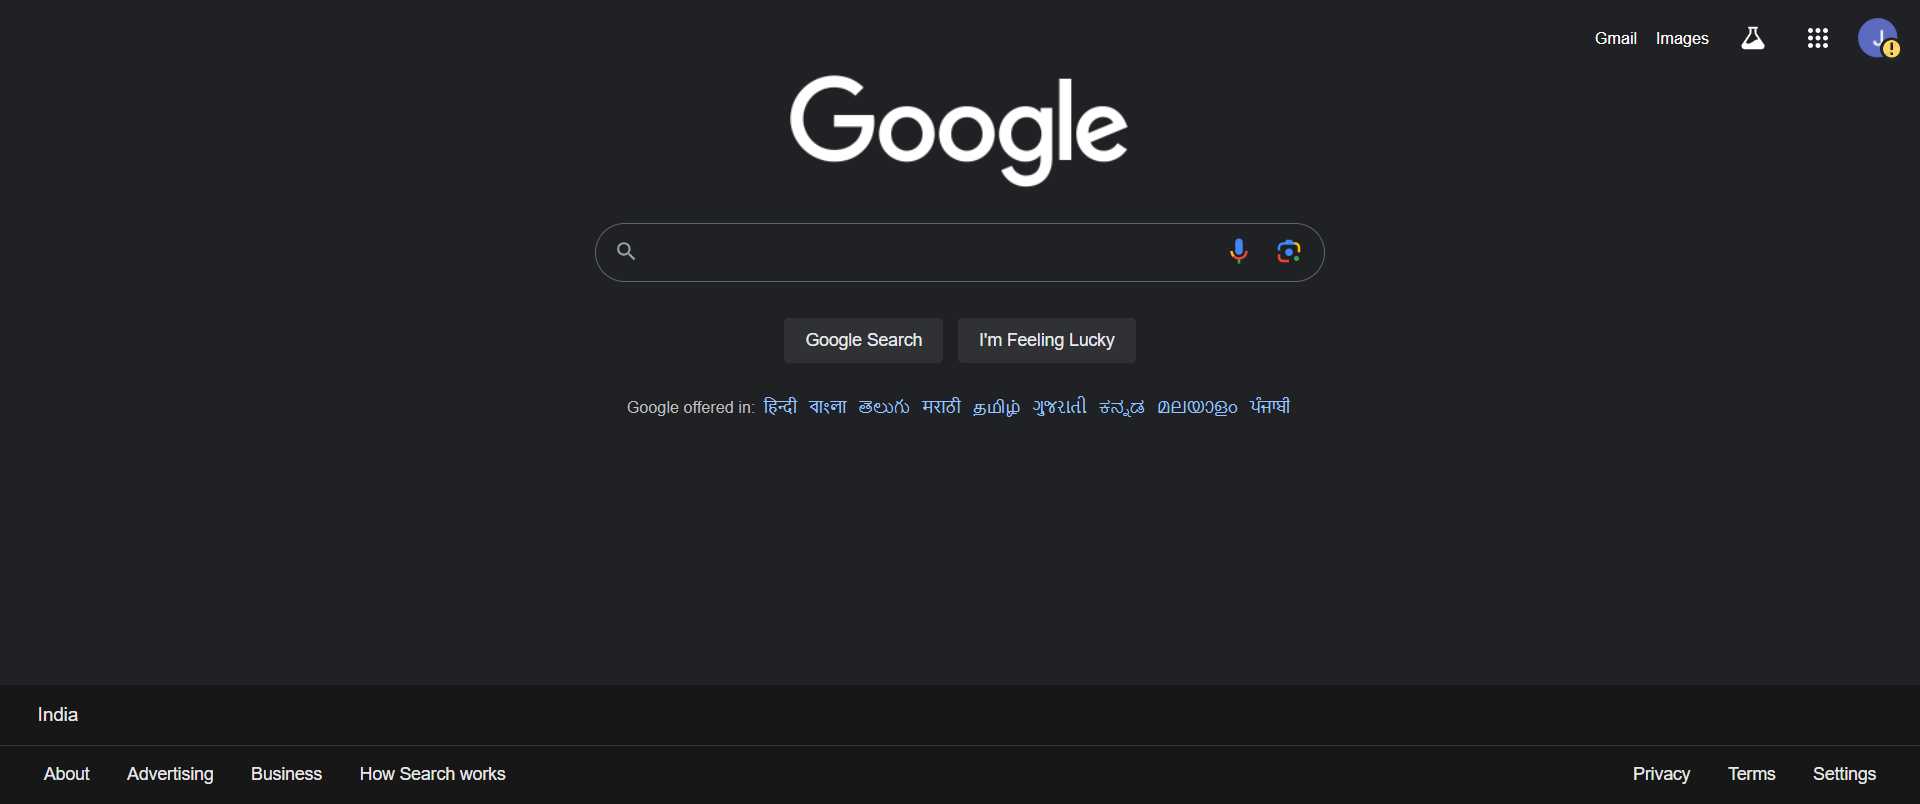 Gmail Images J
Google
Google Search I'm Feeling Lucky
Google offered in: हिन्दी বাংলা తెలుగు मराठी தமிழ் ગુજરાતી ಕನ್ನಡ മലയാളം ਪੰਜਾਬੀ
India
About Advertising Business How Search works Privacy Terms Settings